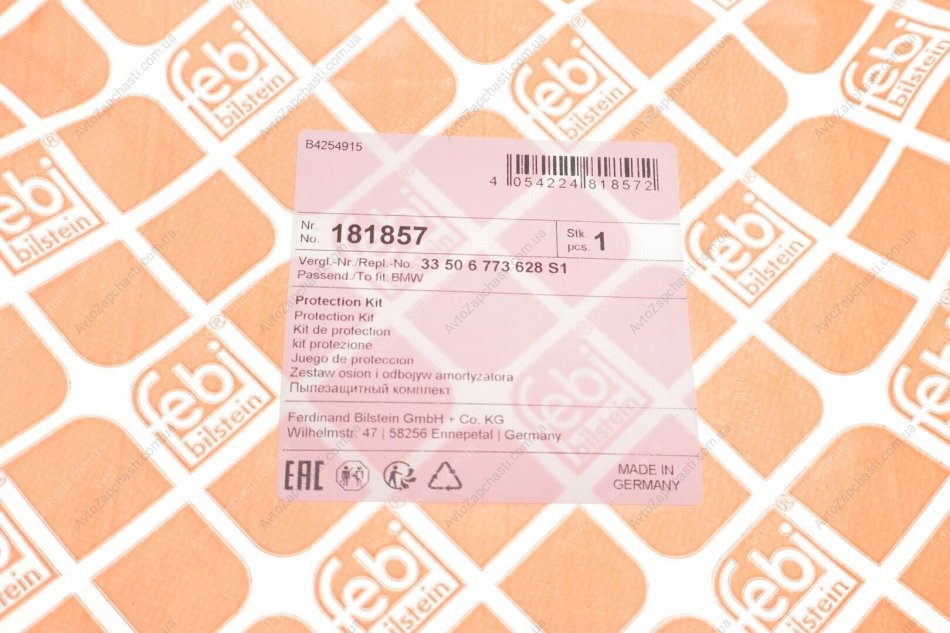 B4254915
4 054224 818572
Nr.
No. 181857
Stk.
pcs. 1
Vergl.-Nr./Repl.-No. 33 50 6 773 628 S1
Passend./To fit: BMW
Protection Kit
Protection Kit
Kit de protection
kit protezione
Juego de protección
Zestaw osion i odbojyw amortyzatora
Пылезащитный комплект
Ferdinand Bilstein GmbH + Co. KG
Wilhelmstr. 47 | 58256 Ennepetal | Germany
EAC
MADE IN
GERMANY
febi
bilstein
AvtoZapchasti.com.ua